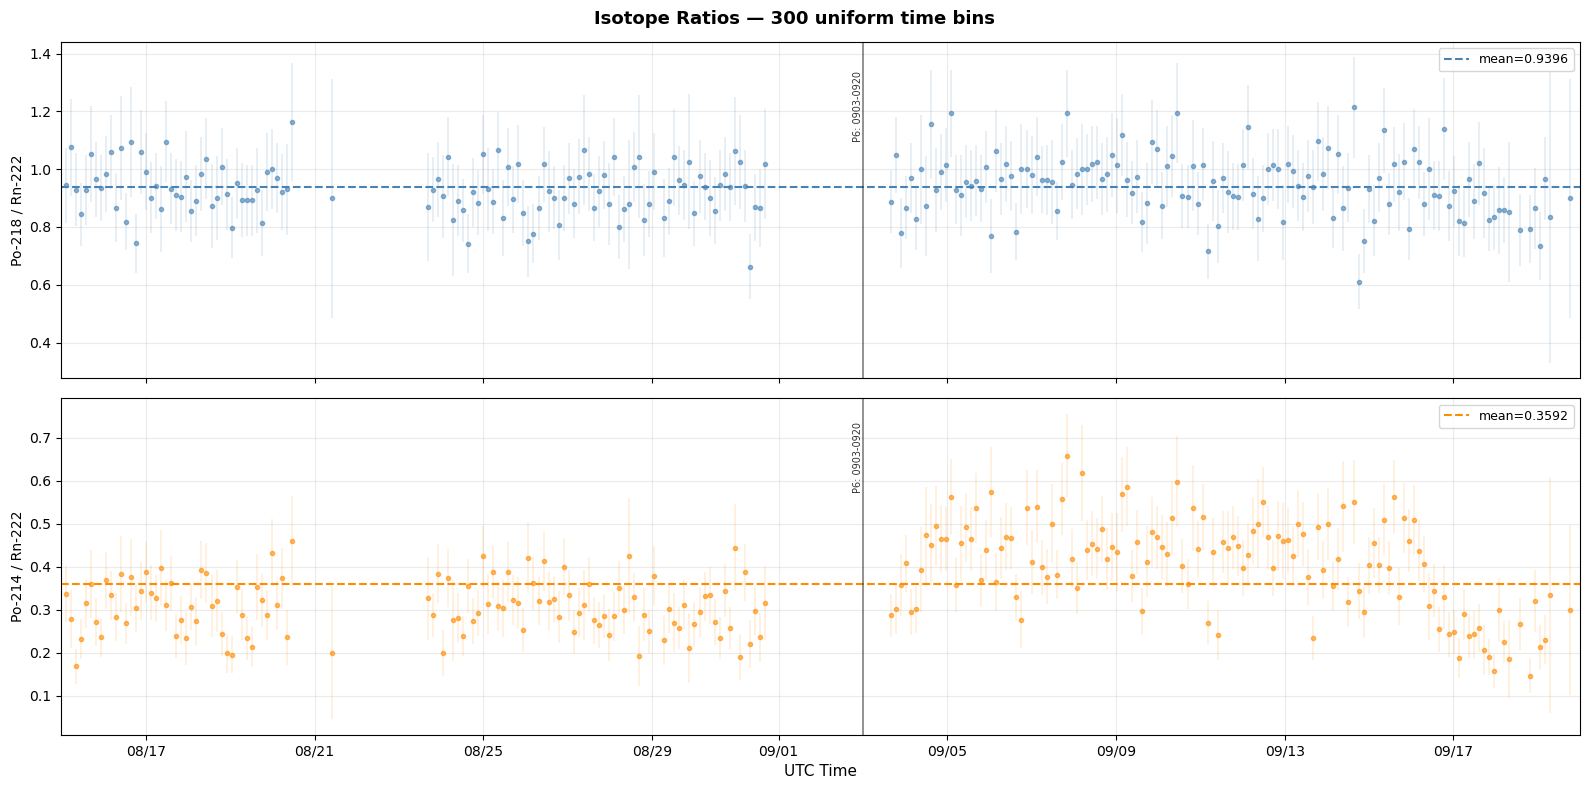 Isotope Ratios — 300 uniform time bins
Po-218 / Rn-222
1.4
1.2
1.0
0.8
0.6
0.4
mean=0.9396
P6: 0903-0920
Po-214 / Rn-222
0.7
0.6
0.5
0.4
0.3
0.2
0.1
mean=0.3592
P6: 0903-0920
08/17 08/21 08/25 08/29 09/01 09/05 09/09 09/13 09/17
UTC Time